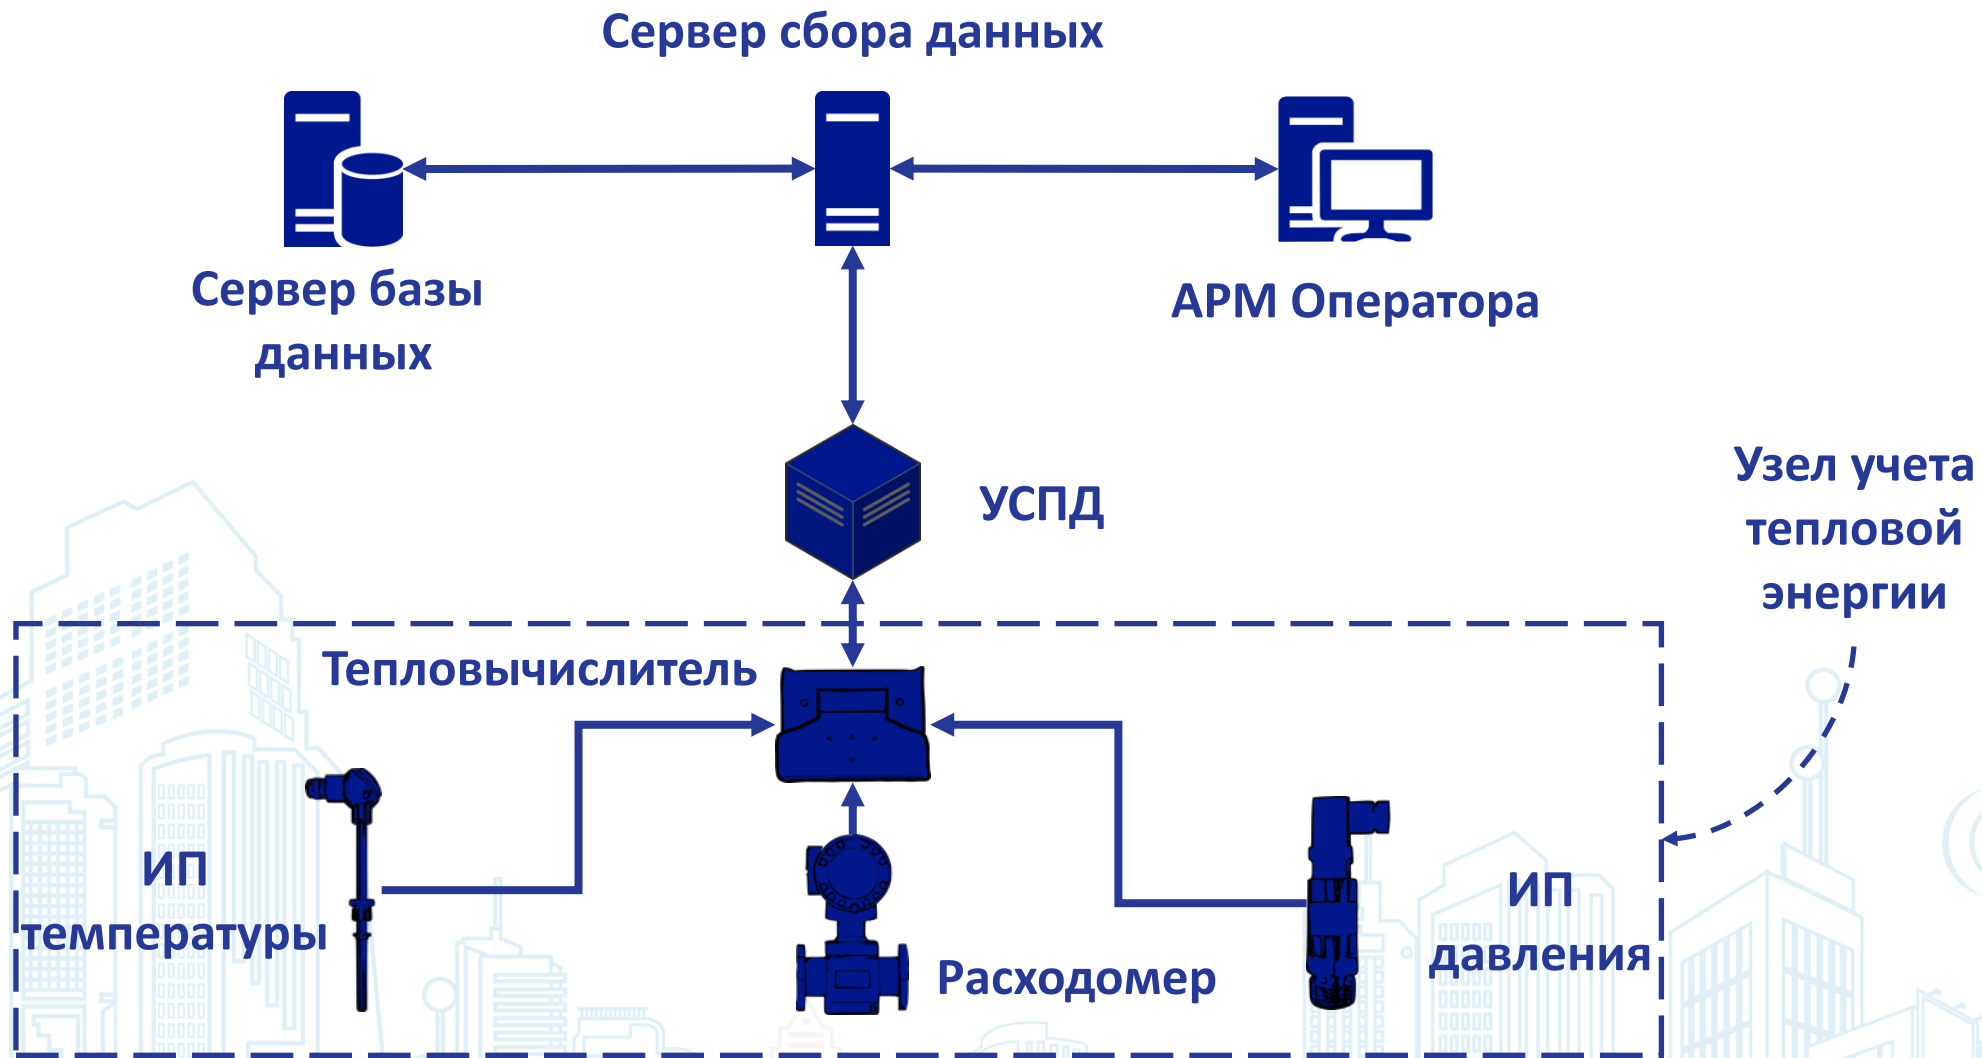 Сервер сбора данных
Сервер базы
данных
АРМ Оператора
УСПД
Узел учета
тепловой
энергии
Тепловычислитель
ИП
температуры
Расходомер
ИП
давления